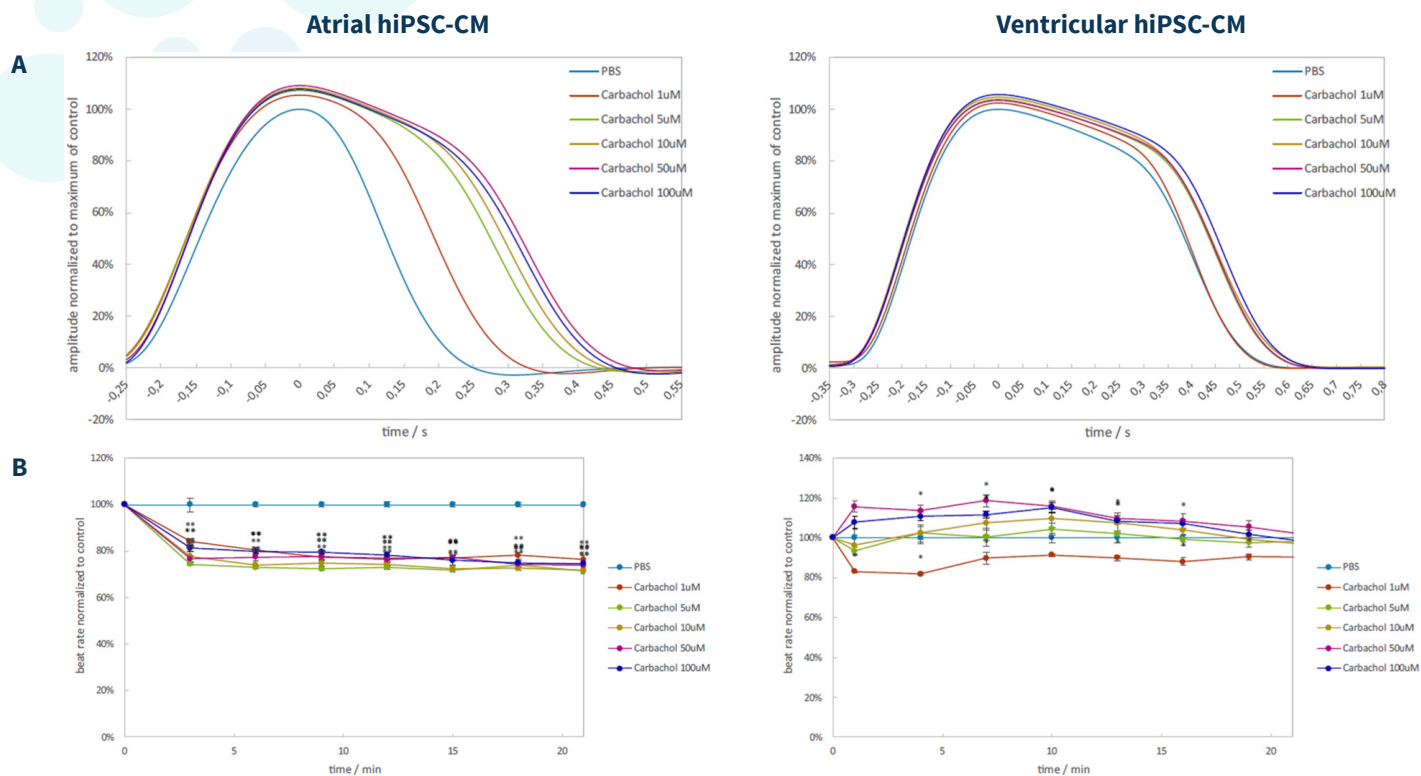 Atrial hiPSC-CM
Ventricular hiPSC-CM
A
amplitude normalized to maximum of control
120%
100%
80%
60%
40%
20%
0%
-20%
-0,25
-0,2
-0,15
-0,1
-0,05
0
0,05
0,1
0,15
0,2
0,25
0,3
0,35
0,4
0,45
0,5
0,55
time / s
PBS
Carbachol 1uM
Carbachol 5uM
Carbachol 10uM
Carbachol 50uM
Carbachol 100uM
amplitude normalized to maximum of control
120%
100%
80%
60%
40%
20%
0%
-20%
-0,35
-0,3
-0,25
-0,2
-0,15
-0,1
-0,05
0
0,05
0,1
0,15
0,2
0,25
0,3
0,35
0,4
0,45
0,5
0,55
0,6
0,65
0,7
0,75
0,8
time / s
PBS
Carbachol 1uM
Carbachol 5uM
Carbachol 10uM
Carbachol 50uM
Carbachol 100uM
B
beat rate normalized to control
120%
100%
80%
60%
40%
20%
0%
0
5
10
15
20
time / min
PBS
Carbachol 1uM
Carbachol 5uM
Carbachol 10uM
Carbachol 50uM
Carbachol 100uM
beat rate normalized to control
140%
120%
100%
80%
60%
40%
20%
0%
0
5
10
15
20
time / min
PBS
Carbachol 1uM
Carbachol 5uM
Carbachol 10uM
Carbachol 50uM
Carbachol 100uM